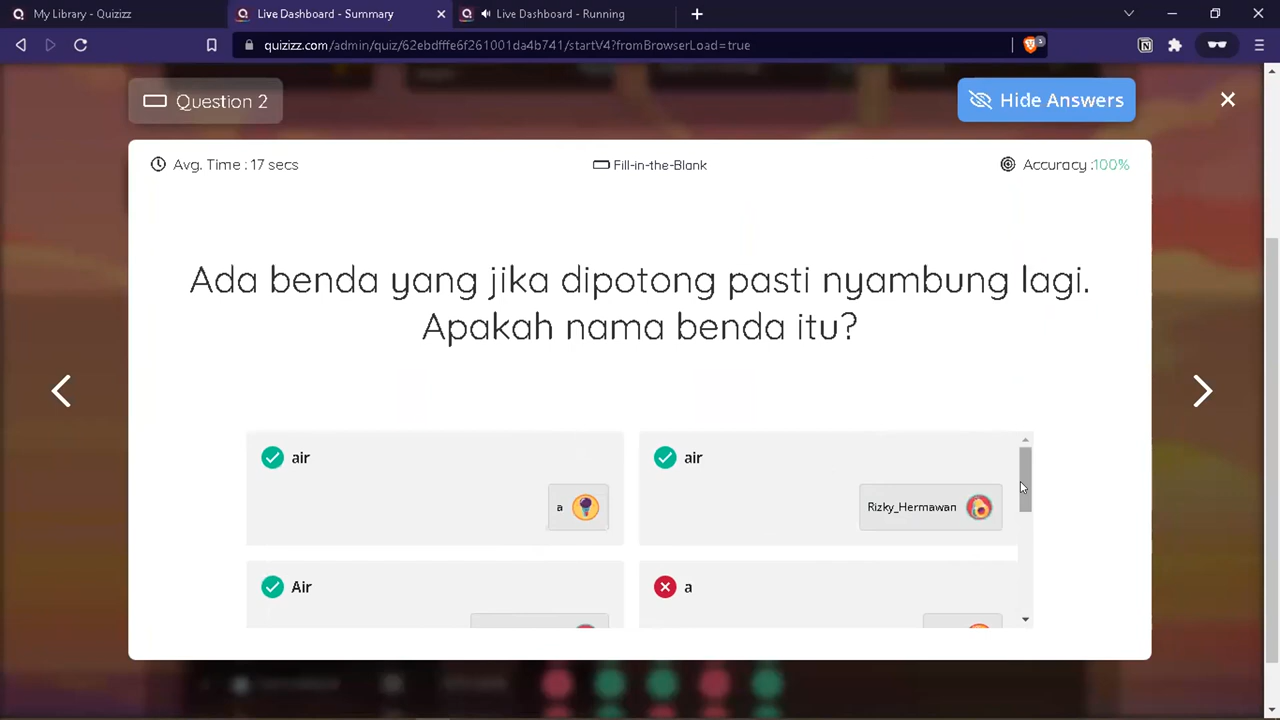 My Library - Quizizz
Live Dashboard - Summary
Live Dashboard - Running
quizizz.com/admin/quiz/62ebdfffe6f261001da4b741/startV4?fromBrowserLoad=true
3
Question 2
Hide Answers
Avg. Time : 17 secs
Fill-in-the-Blank
Accuracy :100%
Ada benda yang jika dipotong pasti nyambung lagi.
Apakah nama benda itu?
air
a
air
Rizky_Hermawan
Air
a